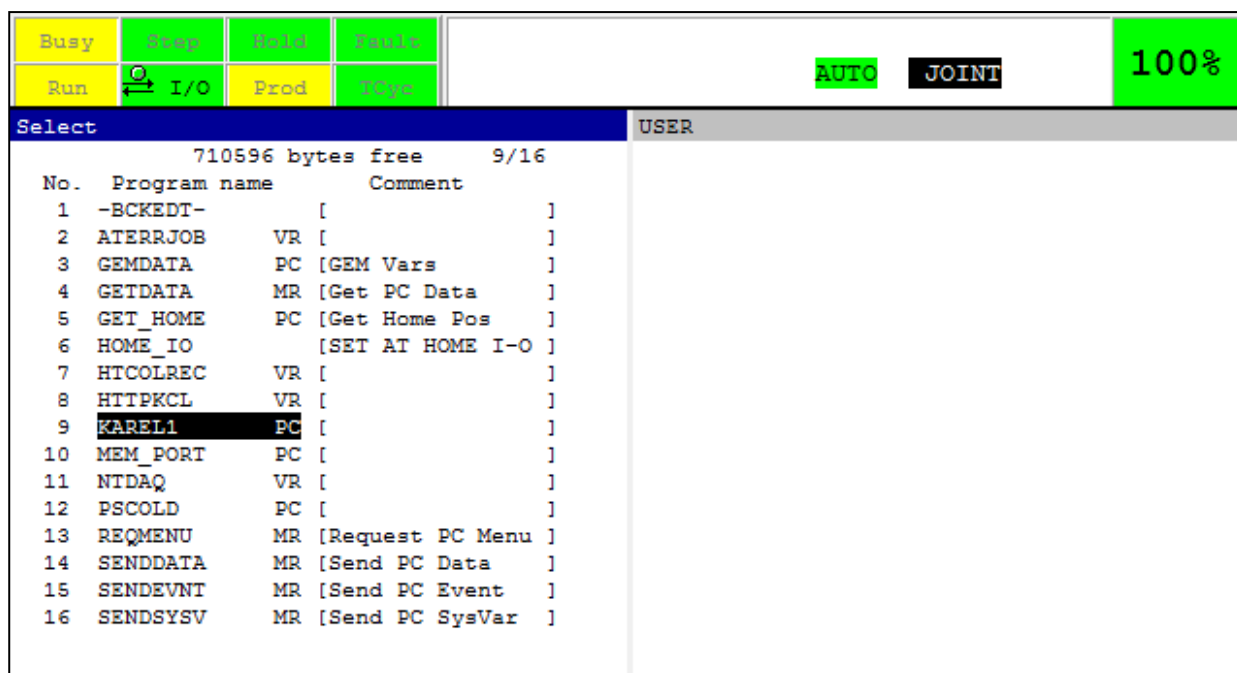 Busy Step Hold Fault
AUTO JOINT 100%
Run I/O Prod TCyc
Select USER
710596 bytes free 9/16
No. Program name Comment
1 -BCKEDT- [ ]
2 ATERRJOB VR [ ]
3 GEMDATA PC [GEM Vars ]
4 GETDATA MR [Get PC Data ]
5 GET_HOME PC [Get Home Pos ]
6 HOME_IO [SET AT HOME I-O ]
7 HTCOLREC VR [ ]
8 HTTPKCL VR [ ]
9 KAREL1 PC [ ]
10 MEM_PORT PC [ ]
11 NTDAQ VR [ ]
12 PSCOLD PC [ ]
13 REQMENU MR [Request PC Menu ]
14 SENDDATA MR [Send PC Data ]
15 SENDEVNT MR [Send PC Event ]
16 SENDSYSV MR [Send PC SysVar ]